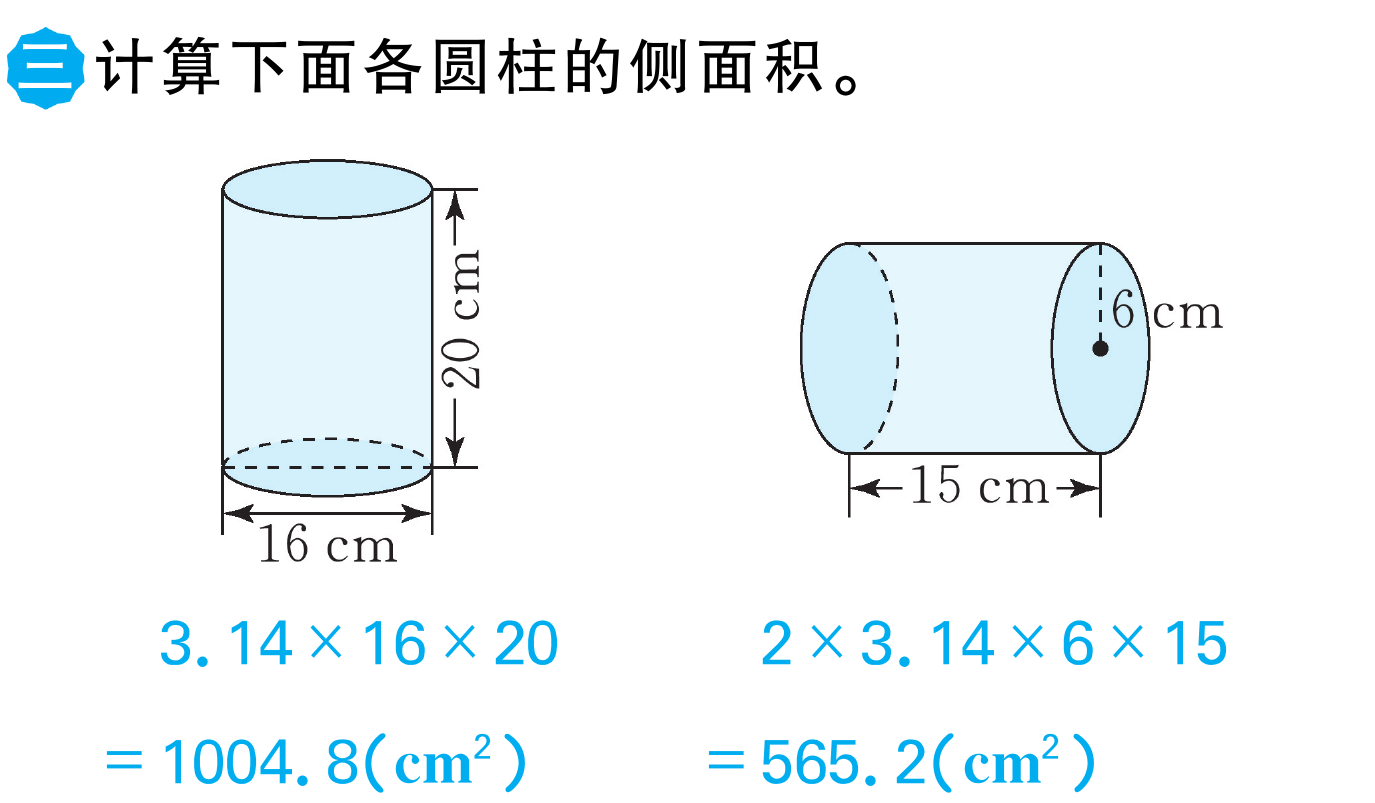 三 计算下面各圆柱的侧面积。
20 cm
16 cm
6 cm
15 cm
3.14×16×20
=1004.8(cm²)
2×3.14×6×15
=565.2(cm²)